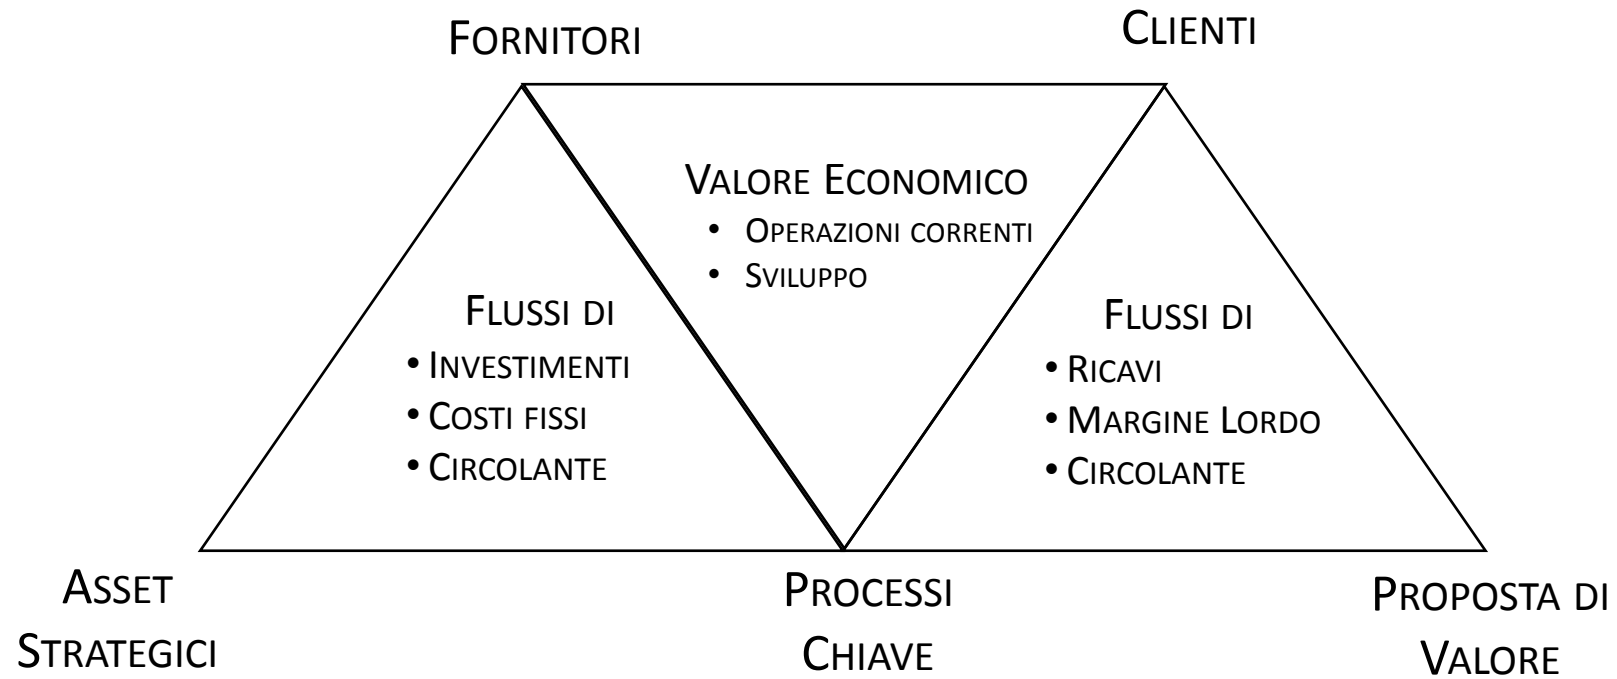 FORNITORI
CLIENTI
VALORE ECONOMICO
• OPERAZIONI CORRENTI
• SVILUPPO
FLUSSI DI
• INVESTIMENTI
• COSTI FISSI
• CIRCOLANTE
FLUSSI DI
• RICAVI
• MARGINE LORDO
• CIRCOLANTE
ASSET
STRATEGICI
PROCESSI
CHIAVE
PROPOSTA DI
VALORE